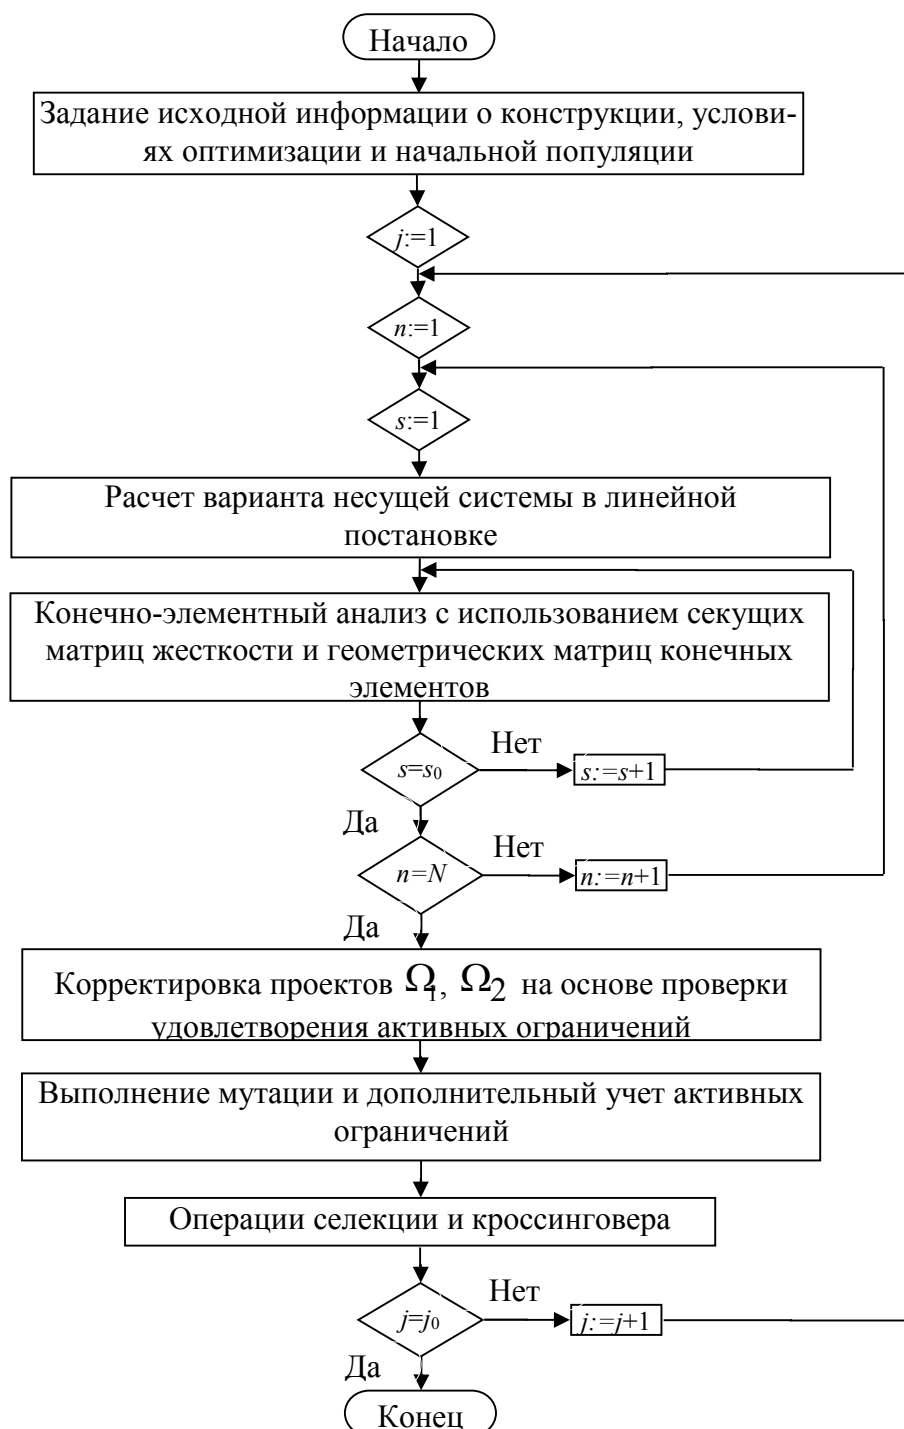 Начало
Задание исходной информации о конструкции, услови-
ях оптимизации и начальной популяции
j:=1
n:=1
s:=1
Расчет варианта несущей системы в линейной
постановке
Конечно-элементный анализ с использованием секущих
матриц жесткости и геометрических матриц конечных
элементов
s=s₀ Нет s:=s+1
Да
n=N Нет n:=n+1
Да
Корректировка проектов Ω₁, Ω₂ на основе проверки
удовлетворения активных ограничений
Выполнение мутации и дополнительный учет активных
ограничений
Операции селекции и кроссинговера
j=j₀ Нет j:=j+1
Да
Конец